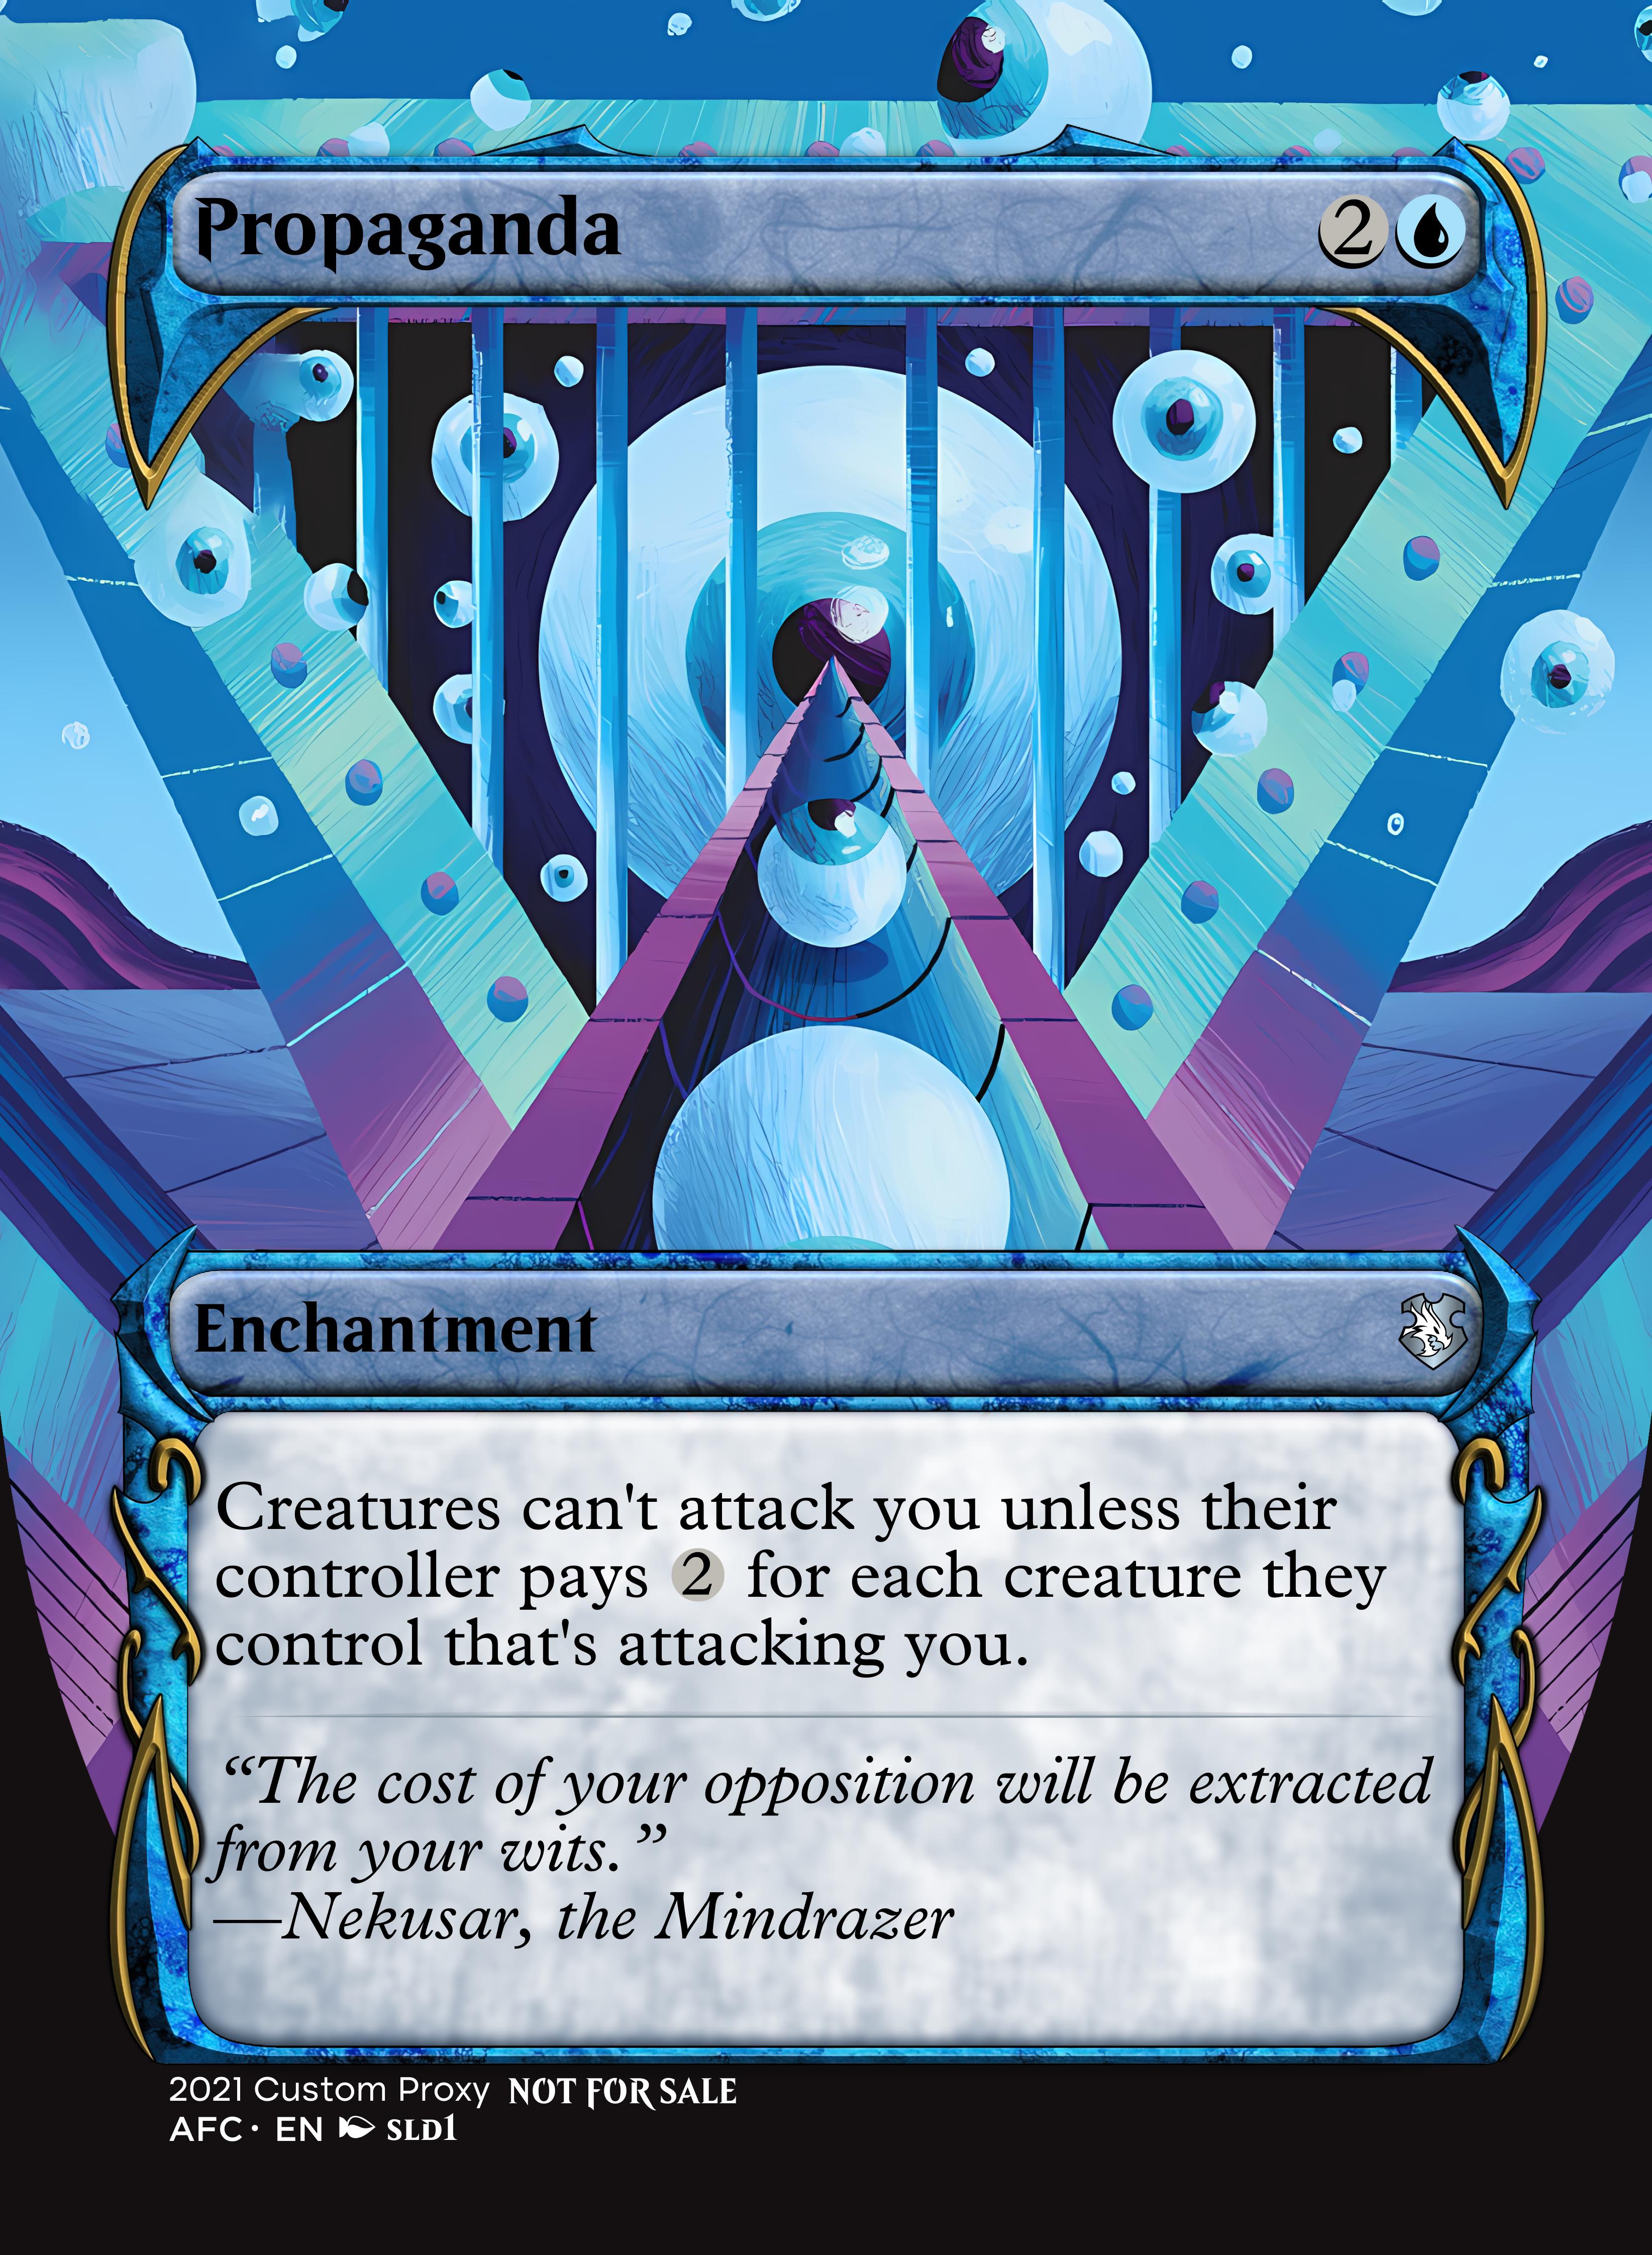 Propaganda 2
Enchantment
Creatures can't attack you unless their
controller pays 2 for each creature they
control that's attacking you.
“The cost of your opposition will be extracted
from your wits.”
—Nekusar, the Mindrazer
2021 Custom Proxy NOT FOR SALE
AFC • EN SLD1